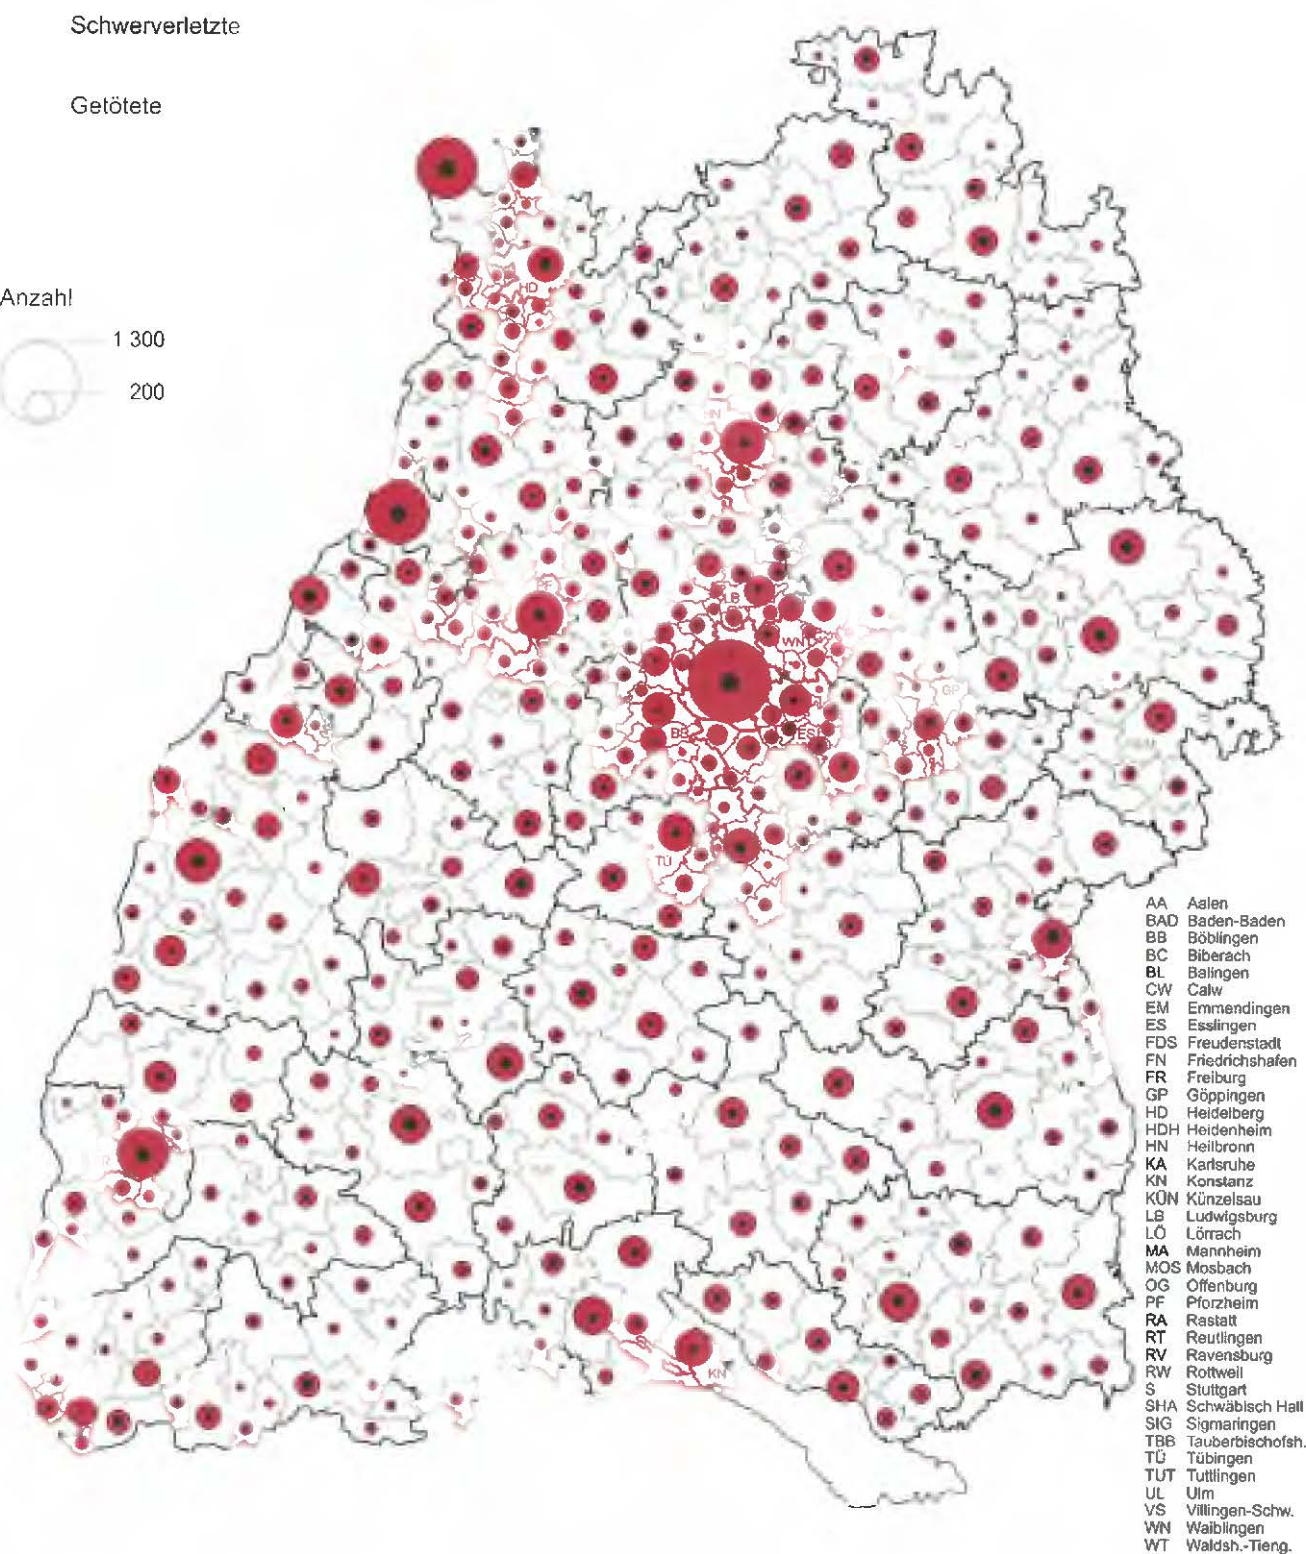 Schwerverletzte
Getötete
Anzahl
1 300
200
HD
HN
PF
LB
WN
GP
BB
ES
TÜ
KN
AA Aalen
BAD Baden-Baden
BB Böblingen
BC Biberach
BL Balingen
CW Calw
EM Emmendingen
ES Esslingen
FDS Freudenstadt
FN Friedrichshafen
FR Freiburg
GP Göppingen
HD Heidelberg
HDH Heidenheim
HN Heilbronn
KA Karlsruhe
KN Konstanz
KÜN Künzelsau
LB Ludwigsburg
LÖ Lörrach
MA Mannheim
MOS Mosbach
OG Offenburg
PF Pforzheim
RA Rastatt
RT Reutlingen
RV Ravensburg
RW Rottweil
S Stuttgart
SHA Schwäbisch Hall
SIG Sigmaringen
TBB Tauberbischofsh.
TÜ Tübingen
TUT Tuttlingen
UL Ulm
VS Villingen-Schw.
WN Waiblingen
WT Waldsh.-Tieng.